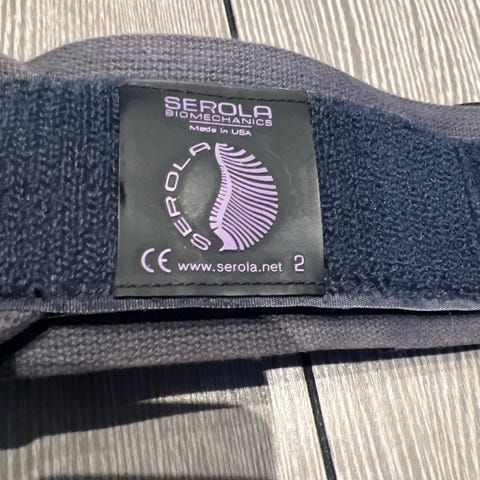 SEROLA
BIOMECHANICS
Made in USA
SEROLA
CE www.serola.net 2